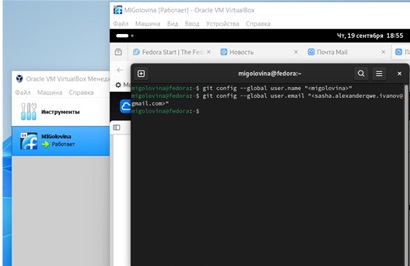 MIGolovina [Работает] - Oracle VM VirtualBox
Файл Машина Вид Ввод Устройства Справка
Чт, 19 сентября 18:55
Fedora Start | The Fed
Новость
Почта Mail
migolovina@fedora:~
migolovina@fedora:~$ git config --global user.name "<migolovina>"
migolovina@fedora:~$ git config --global user.email "<sasha.alexanderqwe.ivanov@
gmail.com>"
migolovina@fedora:~$
Oracle VM VirtualBox Менедж
Файл Машина Справка
Инструменты
MIGolovina
Работает